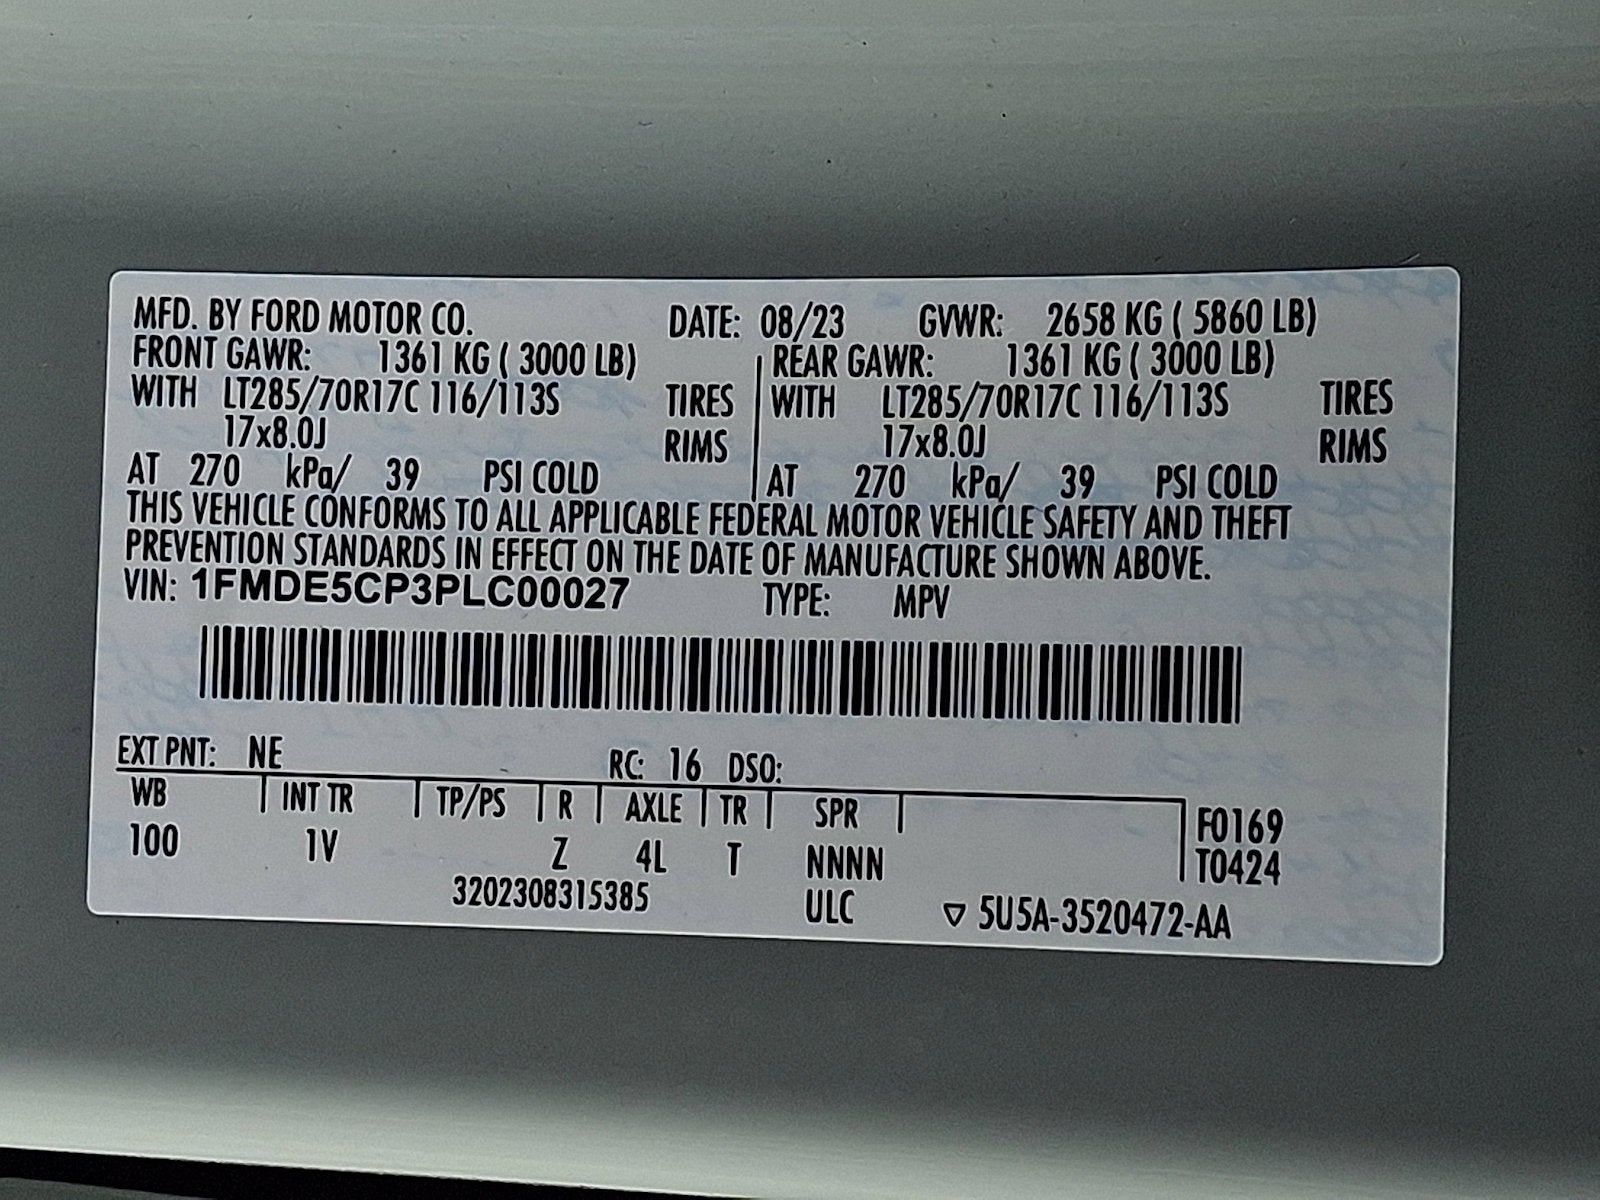 MFD. BY FORD MOTOR CO. DATE: 08/23 GVWR: 2658 KG ( 5860 LB)
FRONT GAWR: 1361 KG ( 3000 LB) REAR GAWR: 1361 KG ( 3000 LB)
WITH LT285/70R17C 116/113S TIRES WITH LT285/70R17C 116/113S TIRES
17x8.0J RIMS 17x8.0J RIMS
AT 270 kPa/ 39 PSI COLD AT 270 kPa/ 39 PSI COLD
THIS VEHICLE CONFORMS TO ALL APPLICABLE FEDERAL MOTOR VEHICLE SAFETY AND THEFT
PREVENTION STANDARDS IN EFFECT ON THE DATE OF MANUFACTURE SHOWN ABOVE.
VIN: 1FMDE5CP3PLC00027 TYPE: MPV
EXT PNT: NE RC: 16 DSO:
WB INT TR TP/PS R AXLE TR SPR F0169
100 1V Z 4L T NNNN T0424
3202308315385 ULC ▽ 5U5A-3520472-AA